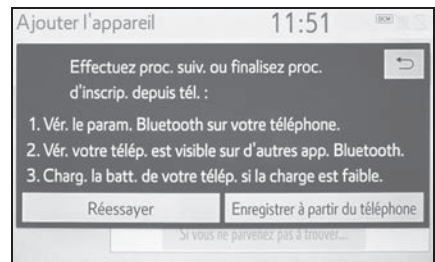 Ajouter l'appareil 11:51 DCM
Effectuez proc. suiv. ou finalisez proc.
d'inscrip. depuis tél. :
1. Vér. le param. Bluetooth sur votre téléphone.
2. Vér. votre télép. est visible sur d'autres app. Bluetooth.
3. Charg. la batt. de votre télép. si la charge est faible.
Réessayer Enregistrer à partir du téléphone
Si vous ne parvenez pas à trouver...